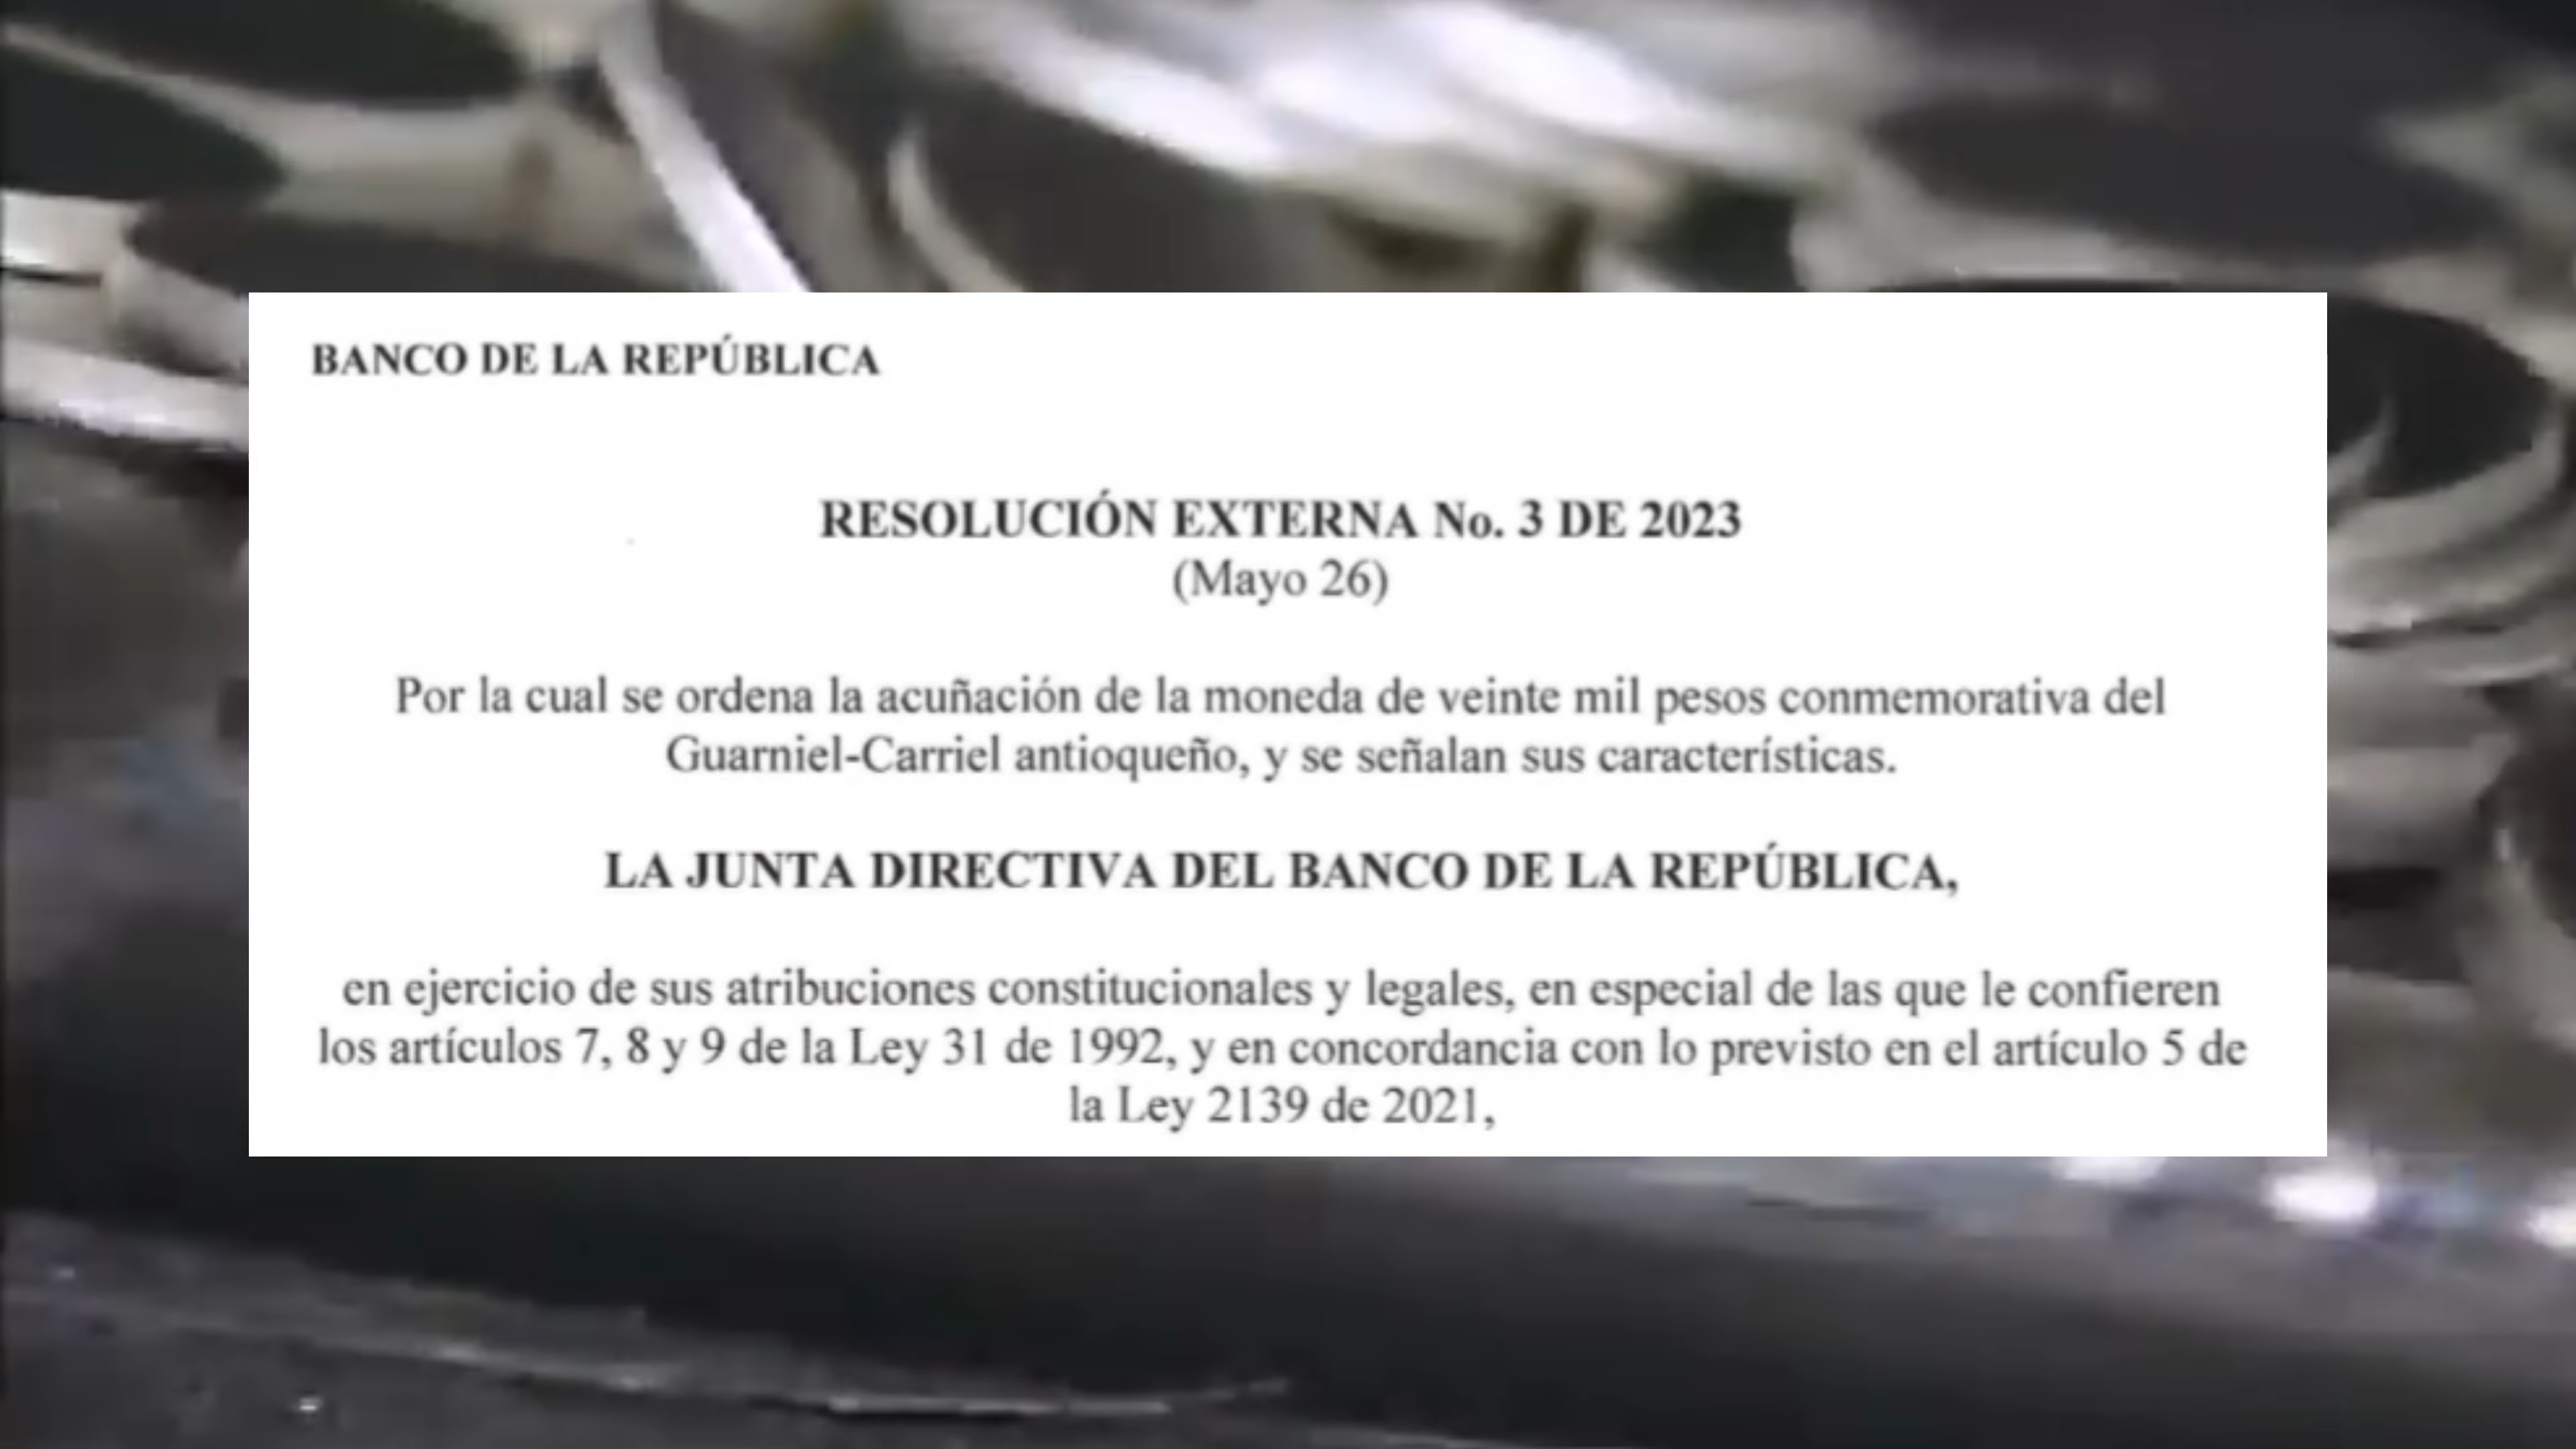 BANCO DE LA REPÚBLICA
RESOLUCIÓN EXTERNA No. 3 DE 2023
(Mayo 26)
Por la cual se ordena la acuñación de la moneda de veinte mil pesos conmemorativa del
Guarniel-Carriel antioqueño, y se señalan sus características.
LA JUNTA DIRECTIVA DEL BANCO DE LA REPÚBLICA,
en ejercicio de sus atribuciones constitucionales y legales, en especial de las que le confieren
los artículos 7, 8 y 9 de la Ley 31 de 1992, y en concordancia con lo previsto en el artículo 5 de
la Ley 2139 de 2021,